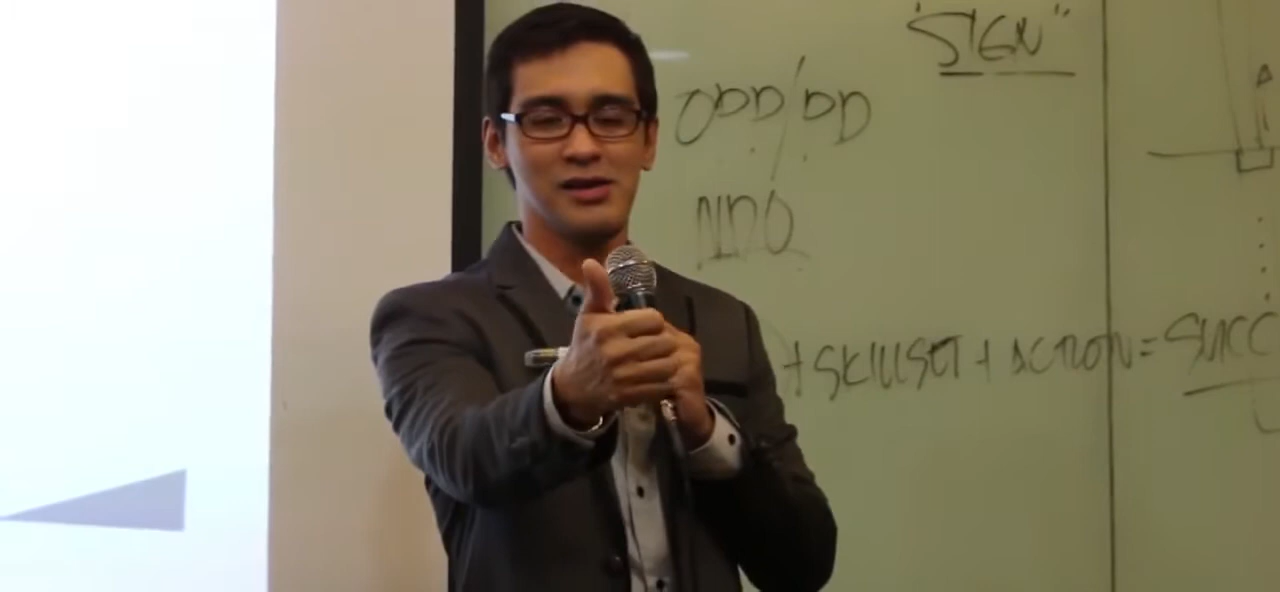 "SIGN"
ODD/DD
NDO
+ SKILLSET + ACTION = SUCC